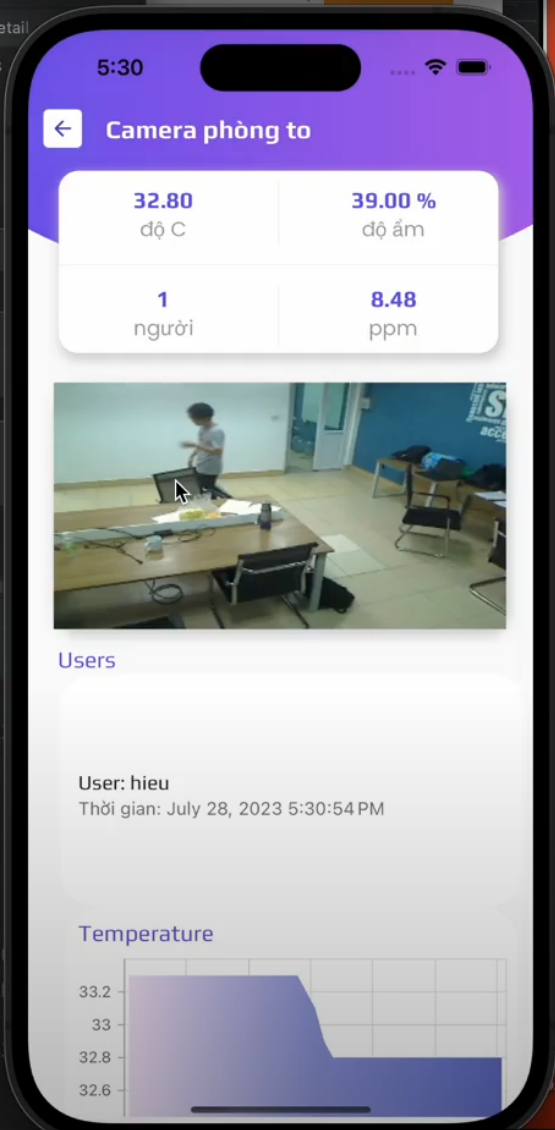 etail
5:30
Camera phòng to
32.80
độ C
39.00 %
độ ẩm
1
người
8.48
ppm
Users
User: hieu
Thời gian: July 28, 2023 5:30:54 PM
Temperature
33.2
33
32.8
32.6